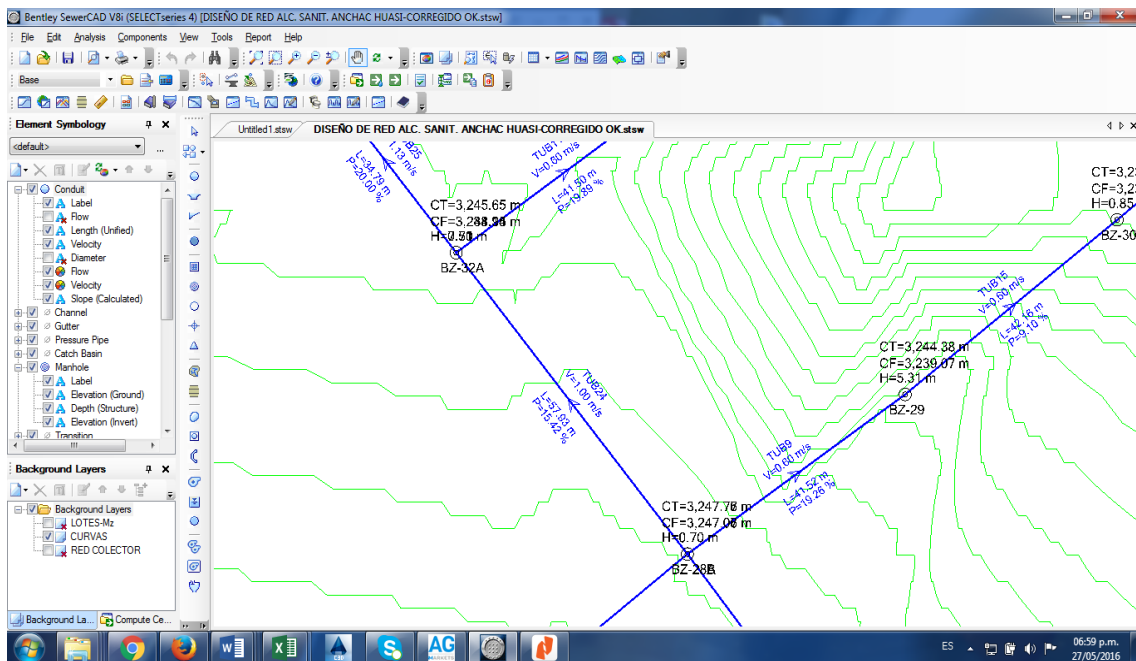 Bentley SewerCAD V8i (SELECTseries 4) [DISEÑO DE RED ALC. SANIT. ANCHAC HUASI-CORREGIDO OK.stsw]
File Edit Analysis Components View Tools Report Help
Base
Element Symbology
<default>
Conduit
Label
Flow
Length (Unified)
Velocity
Diameter
Flow
Velocity
Slope (Calculated)
Channel
Gutter
Pressure Pipe
Catch Basin
Manhole
Label
Elevation (Ground)
Depth (Structure)
Elevation (Invert)
Transition
Background Layers
Background Layers
LOTES-Mz
CURVAS
RED COLECTOR
Background La...
Compute Ce...
Untitled1.stsw
DISEÑO DE RED ALC. SANIT. ANCHAC HUASI-CORREGIDO OK.stsw
1.13 m/s
L=34.79 m
P=20.00 %
V=0.60 m/s
L=41.50 m
P=19.89 %
CT=3,245.65 m
BZ-32A
TUB24
V=1.00 m/s
L=57.93 m
P=15.42 %
H=0.85
BZ-30
TUB15
V=0.60 m/s
L=42.16 m
P=9.10 %
CT=3,244.38 m
CF=3,239.07 m
H=5.31 m
BZ-29
TUB9
V=0.60 m/s
L=41.52 m
P=19.26 %
H=0.70 m
ES
06:59 p.m.
27/05/2016